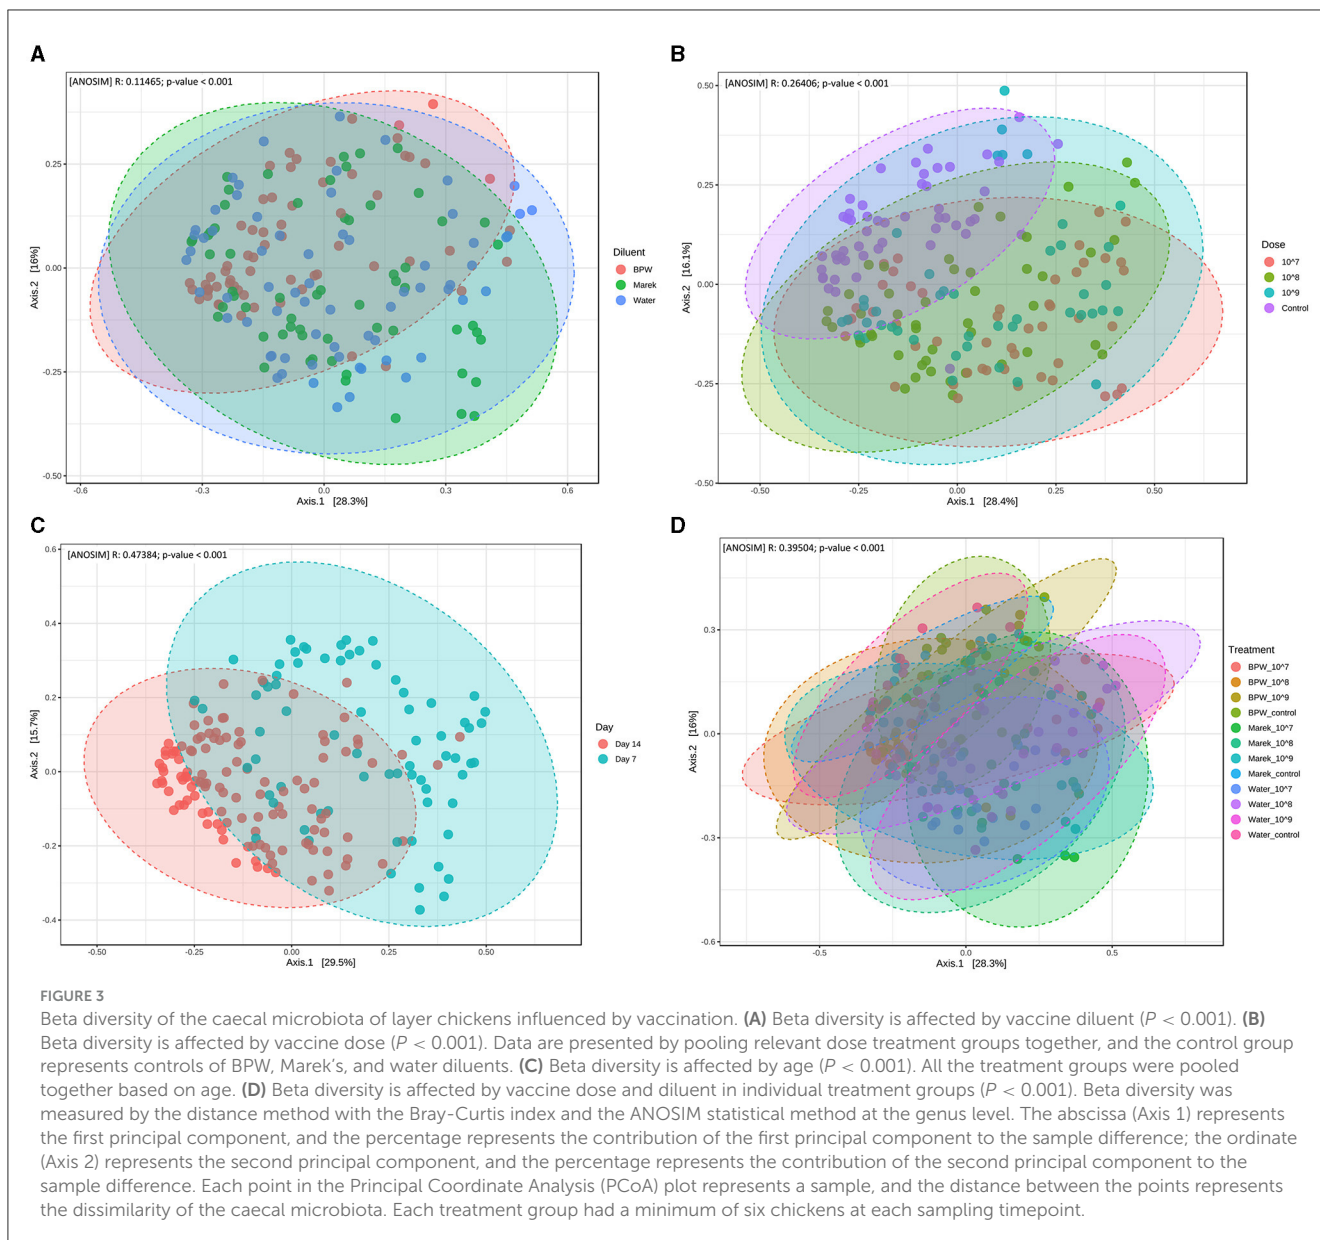 A
[ANOSIM] R: 0.11465; p-value < 0.001
0.25
0.00
-0.25
-0.50
Axis.2 [16%]
-0.6
-0.3
0.0
0.3
0.6
Axis.1 [28.3%]
Diluent
BPW
Marek
Water
B
[ANOSIM] R: 0.26406; p-value < 0.001
0.50
0.25
0.00
-0.25
-0.50
Axis.2 [16.1%]
-0.50
-0.25
0.00
0.25
0.50
Axis.1 [28.4%]
Dose
10^7
10^8
10^9
Control
C
[ANOSIM] R: 0.47384; p-value < 0.001
0.6
0.4
0.2
0.0
-0.2
-0.4
Axis.2 [15.7%]
-0.50
-0.25
0.00
0.25
0.50
Axis.1 [29.5%]
Day
Day 14
Day 7
D
[ANOSIM] R: 0.39504; p-value < 0.001
0.3
0.0
-0.3
-0.6
Axis.2 [16%]
-0.5
0.0
0.5
Axis.1 [28.3%]
Treatment
BPW_10^7
BPW_10^8
BPW_10^9
BPW_control
Marek_10^7
Marek_10^8
Marek_10^9
Marek_control
Water_10^7
Water_10^8
Water_10^9
Water_control
FIGURE 3
Beta diversity of the caecal microbiota of layer chickens influenced by vaccination. (A) Beta diversity is affected by vaccine diluent (P < 0.001). (B)
Beta diversity is affected by vaccine dose (P < 0.001). Data are presented by pooling relevant dose treatment groups together, and the control group
represents controls of BPW, Marek's, and water diluents. (C) Beta diversity is affected by age (P < 0.001). All the treatment groups were pooled
together based on age. (D) Beta diversity is affected by vaccine dose and diluent in individual treatment groups (P < 0.001). Beta diversity was
measured by the distance method with the Bray-Curtis index and the ANOSIM statistical method at the genus level. The abscissa (Axis 1) represents
the first principal component, and the percentage represents the contribution of the first principal component to the sample difference; the ordinate
(Axis 2) represents the second principal component, and the percentage represents the contribution of the second principal component to the
sample difference. Each point in the Principal Coordinate Analysis (PCoA) plot represents a sample, and the distance between the points represents
the dissimilarity of the caecal microbiota. Each treatment group had a minimum of six chickens at each sampling timepoint.